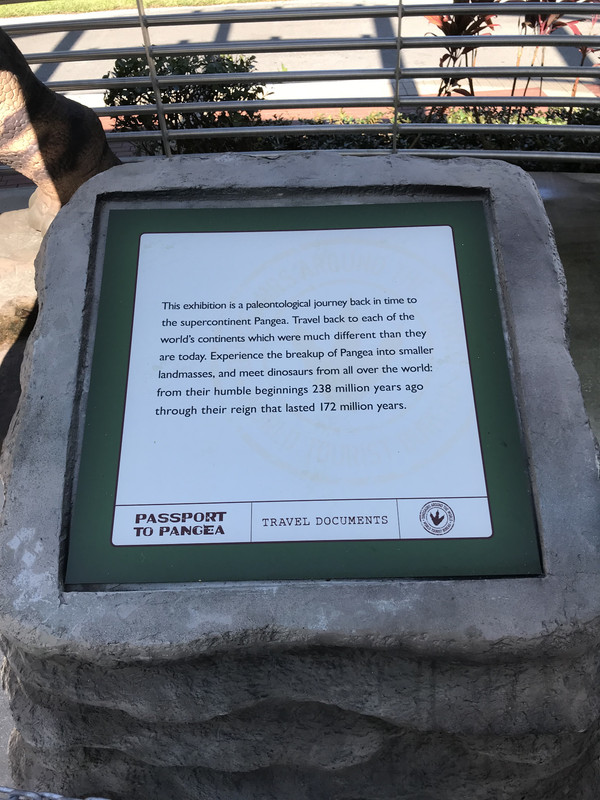 This exhibition is a paleontological journey back in time to
the supercontinent Pangea. Travel back to each of the
world's continents which were much different than they
are today. Experience the breakup of Pangea into smaller
landmasses, and meet dinosaurs from all over the world:
from their humble beginnings 238 million years ago
through their reign that lasted 172 million years.
PASSPORT
TO PANGEA
TRAVEL DOCUMENTS